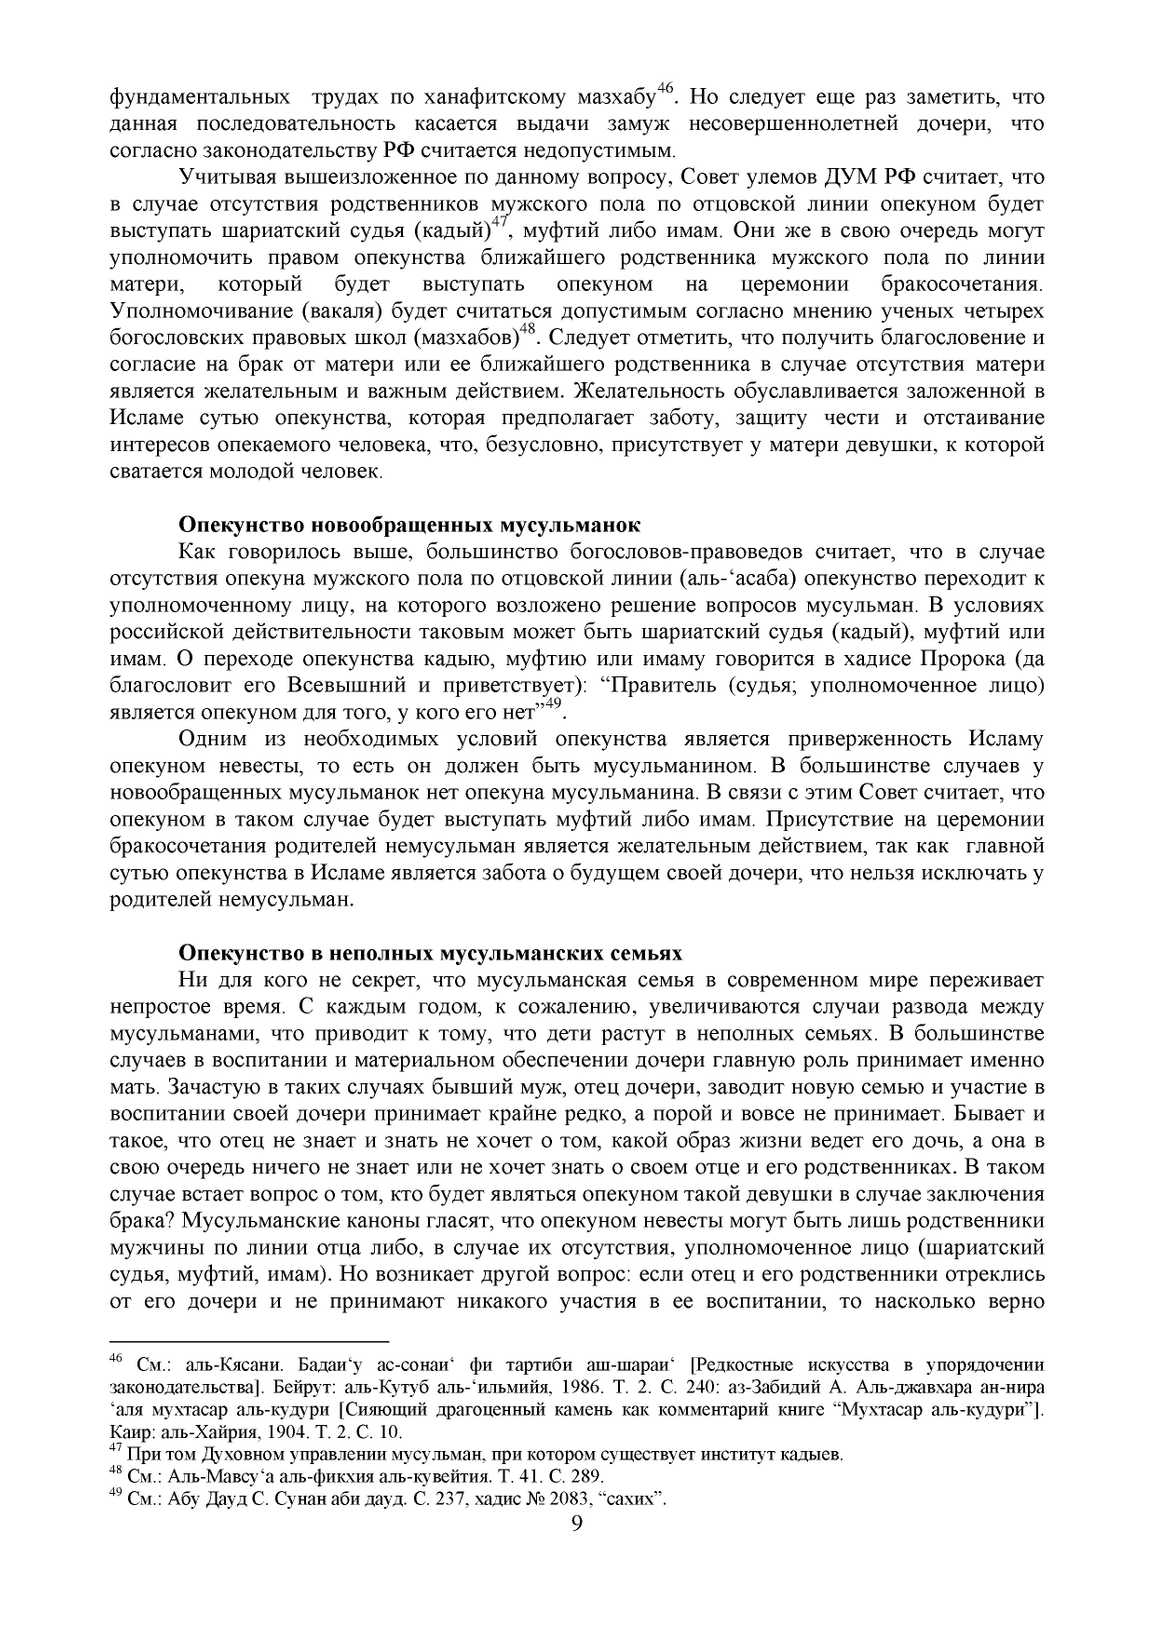 фундаментальных трудах по ханафитскому мазхабу46. Но следует еще раз заметить, что
данная последовательность касается выдачи замуж несовершеннолетней дочери, что
согласно законодательству РФ считается недопустимым.
Учитывая вышеизложенное по данному вопросу, Совет улемов ДУМ РФ считает, что
в случае отсутствия родственников мужского пола по отцовской линии опекуном будет
выступать шариатский судья (кадый)47, муфтий либо имам. Они же в свою очередь могут
уполномочить правом опекунства ближайшего родственника мужского пола по линии
матери, который будет выступать опекуном на церемонии бракосочетания.
Уполномочивание (вакаля) будет считаться допустимым согласно мнению ученых четырех
богословских правовых школ (мазхабов)48. Следует отметить, что получить благословение и
согласие на брак от матери или ее ближайшего родственника в случае отсутствия матери
является желательным и важным действием. Желательность обуславливается заложенной в
Исламе сутью опекунства, которая предполагает заботу, защиту чести и отстаивание
интересов опекаемого человека, что, безусловно, присутствует у матери девушки, к которой
сватается молодой человек.
Опекунство новообращенных мусульманок
Как говорилось выше, большинство богословов-правоведов считает, что в случае
отсутствия опекуна мужского пола по отцовской линии (аль-‘асаба) опекунство переходит к
уполномоченному лицу, на которого возложено решение вопросов мусульман. В условиях
российской действительности таковым может быть шариатский судья (кадый), муфтий или
имам. О переходе опекунства кадыю, муфтию или имаму говорится в хадисе Пророка (да
благословит его Всевышний и приветствует): “Правитель (судья; уполномоченное лицо)
является опекуном для того, у кого его нет”49.
Одним из необходимых условий опекунства является приверженность Исламу
опекуном невесты, то есть он должен быть мусульманином. В большинстве случаев у
новообращенных мусульманок нет опекуна мусульманина. В связи с этим Совет считает, что
опекуном в таком случае будет выступать муфтий либо имам. Присутствие на церемонии
бракосочетания родителей немусульман является желательным действием, так как главной
сутью опекунства в Исламе является забота о будущем своей дочери, что нельзя исключать у
родителей немусульман.
Опекунство в неполных мусульманских семьях
Ни для кого не секрет, что мусульманская семья в современном мире переживает
непростое время. С каждым годом, к сожалению, увеличиваются случаи развода между
мусульманами, что приводит к тому, что дети растут в неполных семьях. В большинстве
случаев в воспитании и материальном обеспечении дочери главную роль принимает именно
мать. Зачастую в таких случаях бывший муж, отец дочери, заводит новую семью и участие в
воспитании своей дочери принимает крайне редко, а порой и вовсе не принимает. Бывает и
такое, что отец не знает и знать не хочет о том, какой образ жизни ведет его дочь, а она в
свою очередь ничего не знает или не хочет знать о своем отце и его родственниках. В таком
случае встает вопрос о том, кто будет являться опекуном такой девушки в случае заключения
брака? Мусульманские каноны гласят, что опекуном невесты могут быть лишь родственники
мужчины по линии отца либо, в случае их отсутствия, уполномоченное лицо (шариатский
судья, муфтий, имам). Но возникает другой вопрос: если отец и его родственники отреклись
от его дочери и не принимают никакого участия в ее воспитании, то насколько верно
46 См.: аль-Кясани. Бадаи‘у ас-сонаи‘ фи тартиби аш-шараи‘ [Редкостные искусства в упорядочении
законодательства]. Бейрут: аль-Кутуб аль-‘ильмийя, 1986. Т. 2. С. 240: аз-Забидий А. Аль-джавхара ан-нира
‘аля мухтасар аль-кудури [Сияющий драгоценный камень как комментарий книге “Мухтасар аль-кудури”].
Каир: аль-Хайрия, 1904. Т. 2. С. 10.
47 При том Духовном управлении мусульман, при котором существует институт кадыев.
48 См.: Аль-Мавсу‘а аль-фикхия аль-кувейтия. Т. 41. С. 289.
49 См.: Абу Дауд С. Сунан аби дауд. С. 237, хадис № 2083, “сахих”.
9